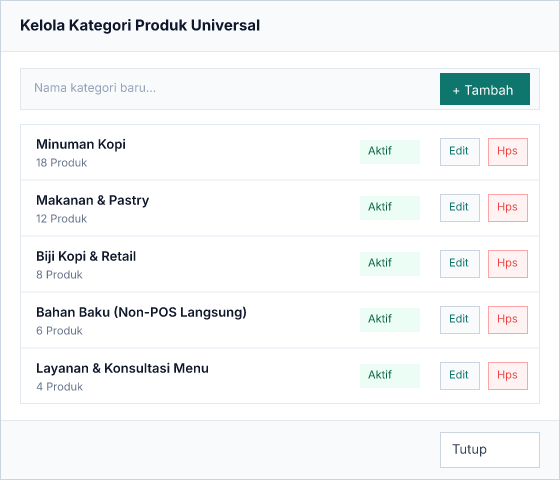 Kelola Kategori Produk Universal
Nama kategori baru...
+ Tambah
Minuman Kopi
18 Produk
Aktif
Edit
Hps
Makanan & Pastry
12 Produk
Aktif
Edit
Hps
Biji Kopi & Retail
8 Produk
Aktif
Edit
Hps
Bahan Baku (Non-POS Langsung)
6 Produk
Aktif
Edit
Hps
Layanan & Konsultasi Menu
4 Produk
Aktif
Edit
Hps
Tutup